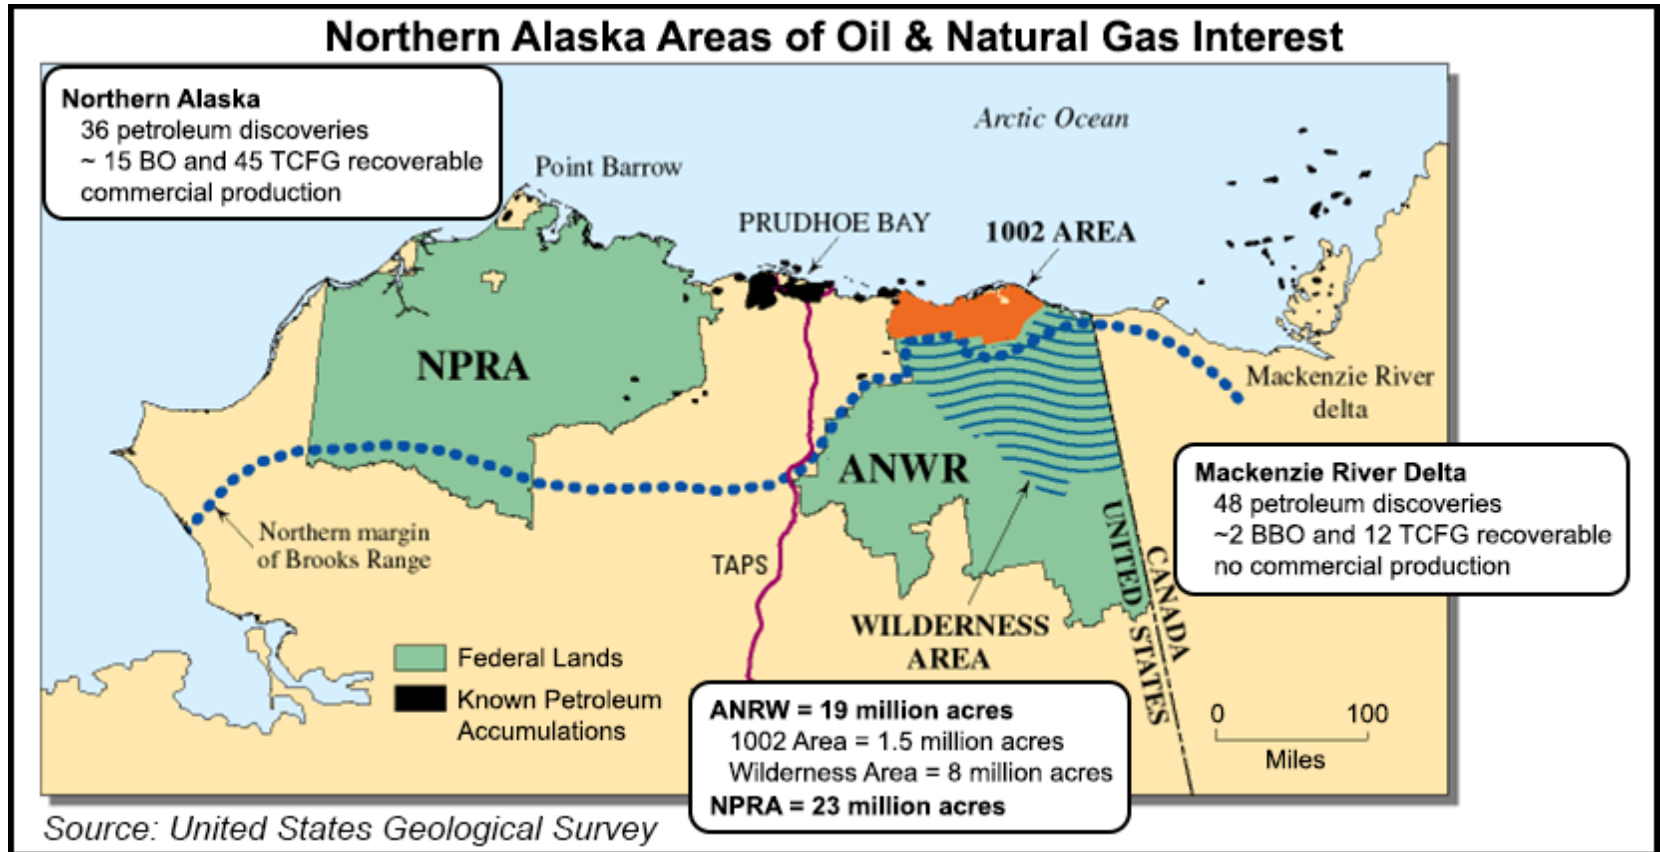 Northern Alaska Areas of Oil & Natural Gas Interest
Northern Alaska
36 petroleum discoveries
~ 15 BO and 45 TCFG recoverable
commercial production
Arctic Ocean
Point Barrow
PRUDHOE BAY
1002 AREA
NPRA
Mackenzie River
delta
ANWR
Mackenzie River Delta
48 petroleum discoveries
~2 BBO and 12 TCFG recoverable
no commercial production
Northern margin
of Brooks Range
TAPS
UNITED STATES
CANADA
WILDERNESS
AREA
Federal Lands
Known Petroleum
Accumulations
ANRW = 19 million acres
1002 Area = 1.5 million acres
Wilderness Area = 8 million acres
NPRA = 23 million acres
0 100
Miles
Source: United States Geological Survey